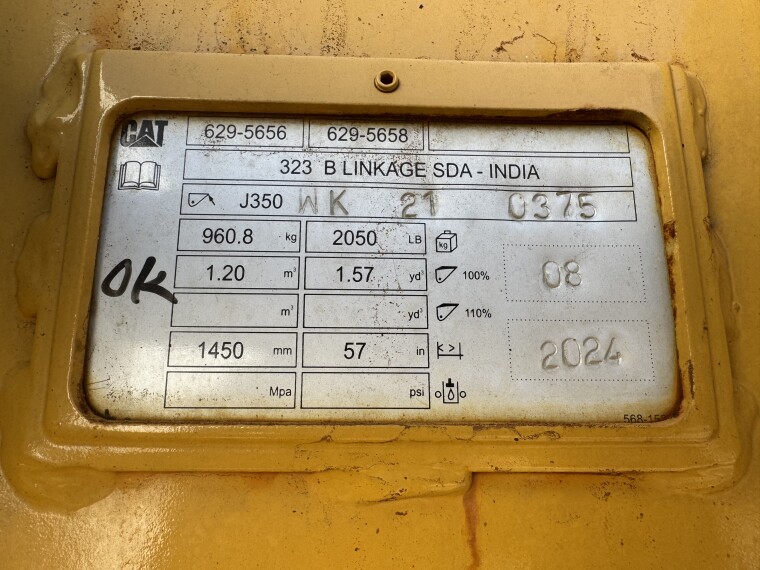 CAT 629-5656 629-5658
323 B LINKAGE SDA - INDIA
J350 WK 21 0375
960.8 kg 2050 LB kg
1.20 m³ 1.57 yd³ 100% 08
m³ yd³ 110%
OK
1450 mm 57 in 2024
Mpa psi